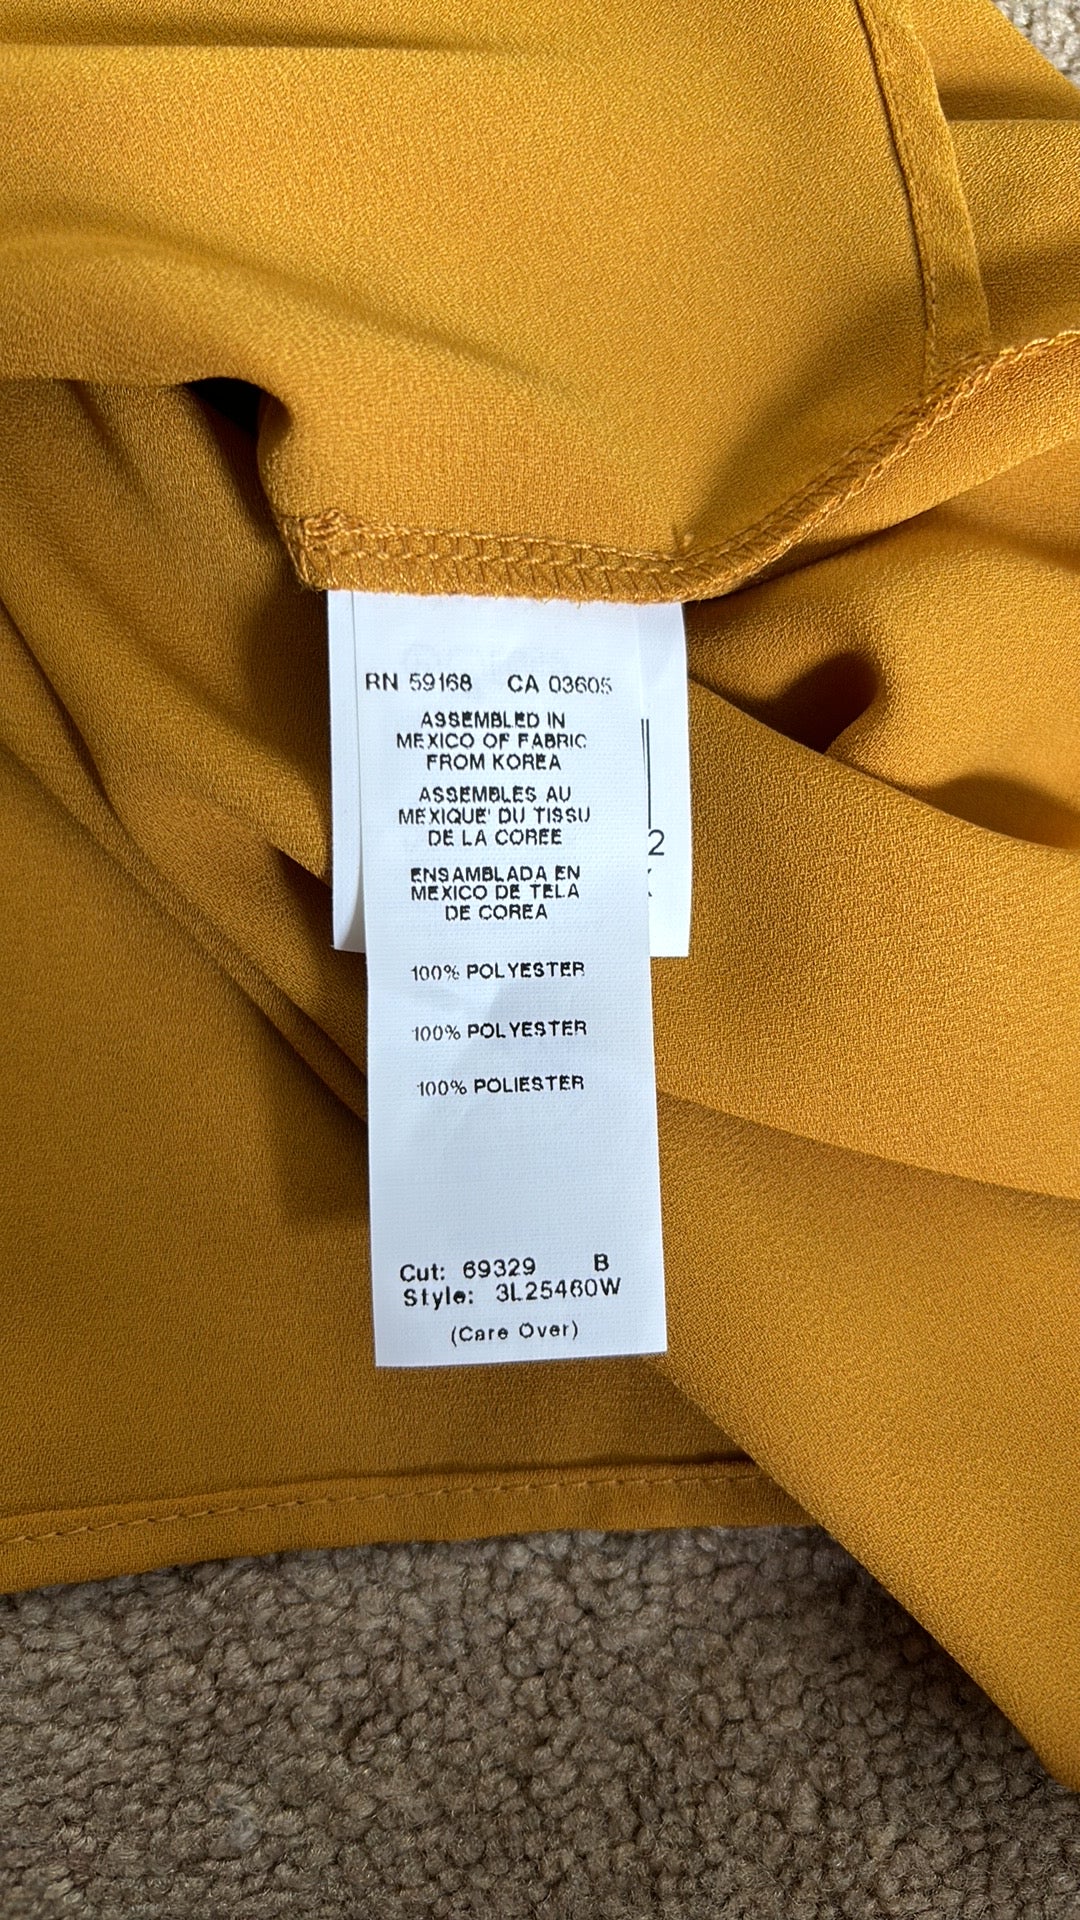 RN 59168 CA 03605
ASSEMBLED IN
MEXICO OF FABRIC
FROM KOREA
ASSEMBLES AU
MEXIQUE' DU TISSU
DE LA COREE
ENSAMBLADA EN
MEXICO DE TELA
DE COREA
100% POLYESTER
100% POLYESTER
100% POLIESTER
Cut: 69329 B
Style: 3L25460W
(Care Over)
2